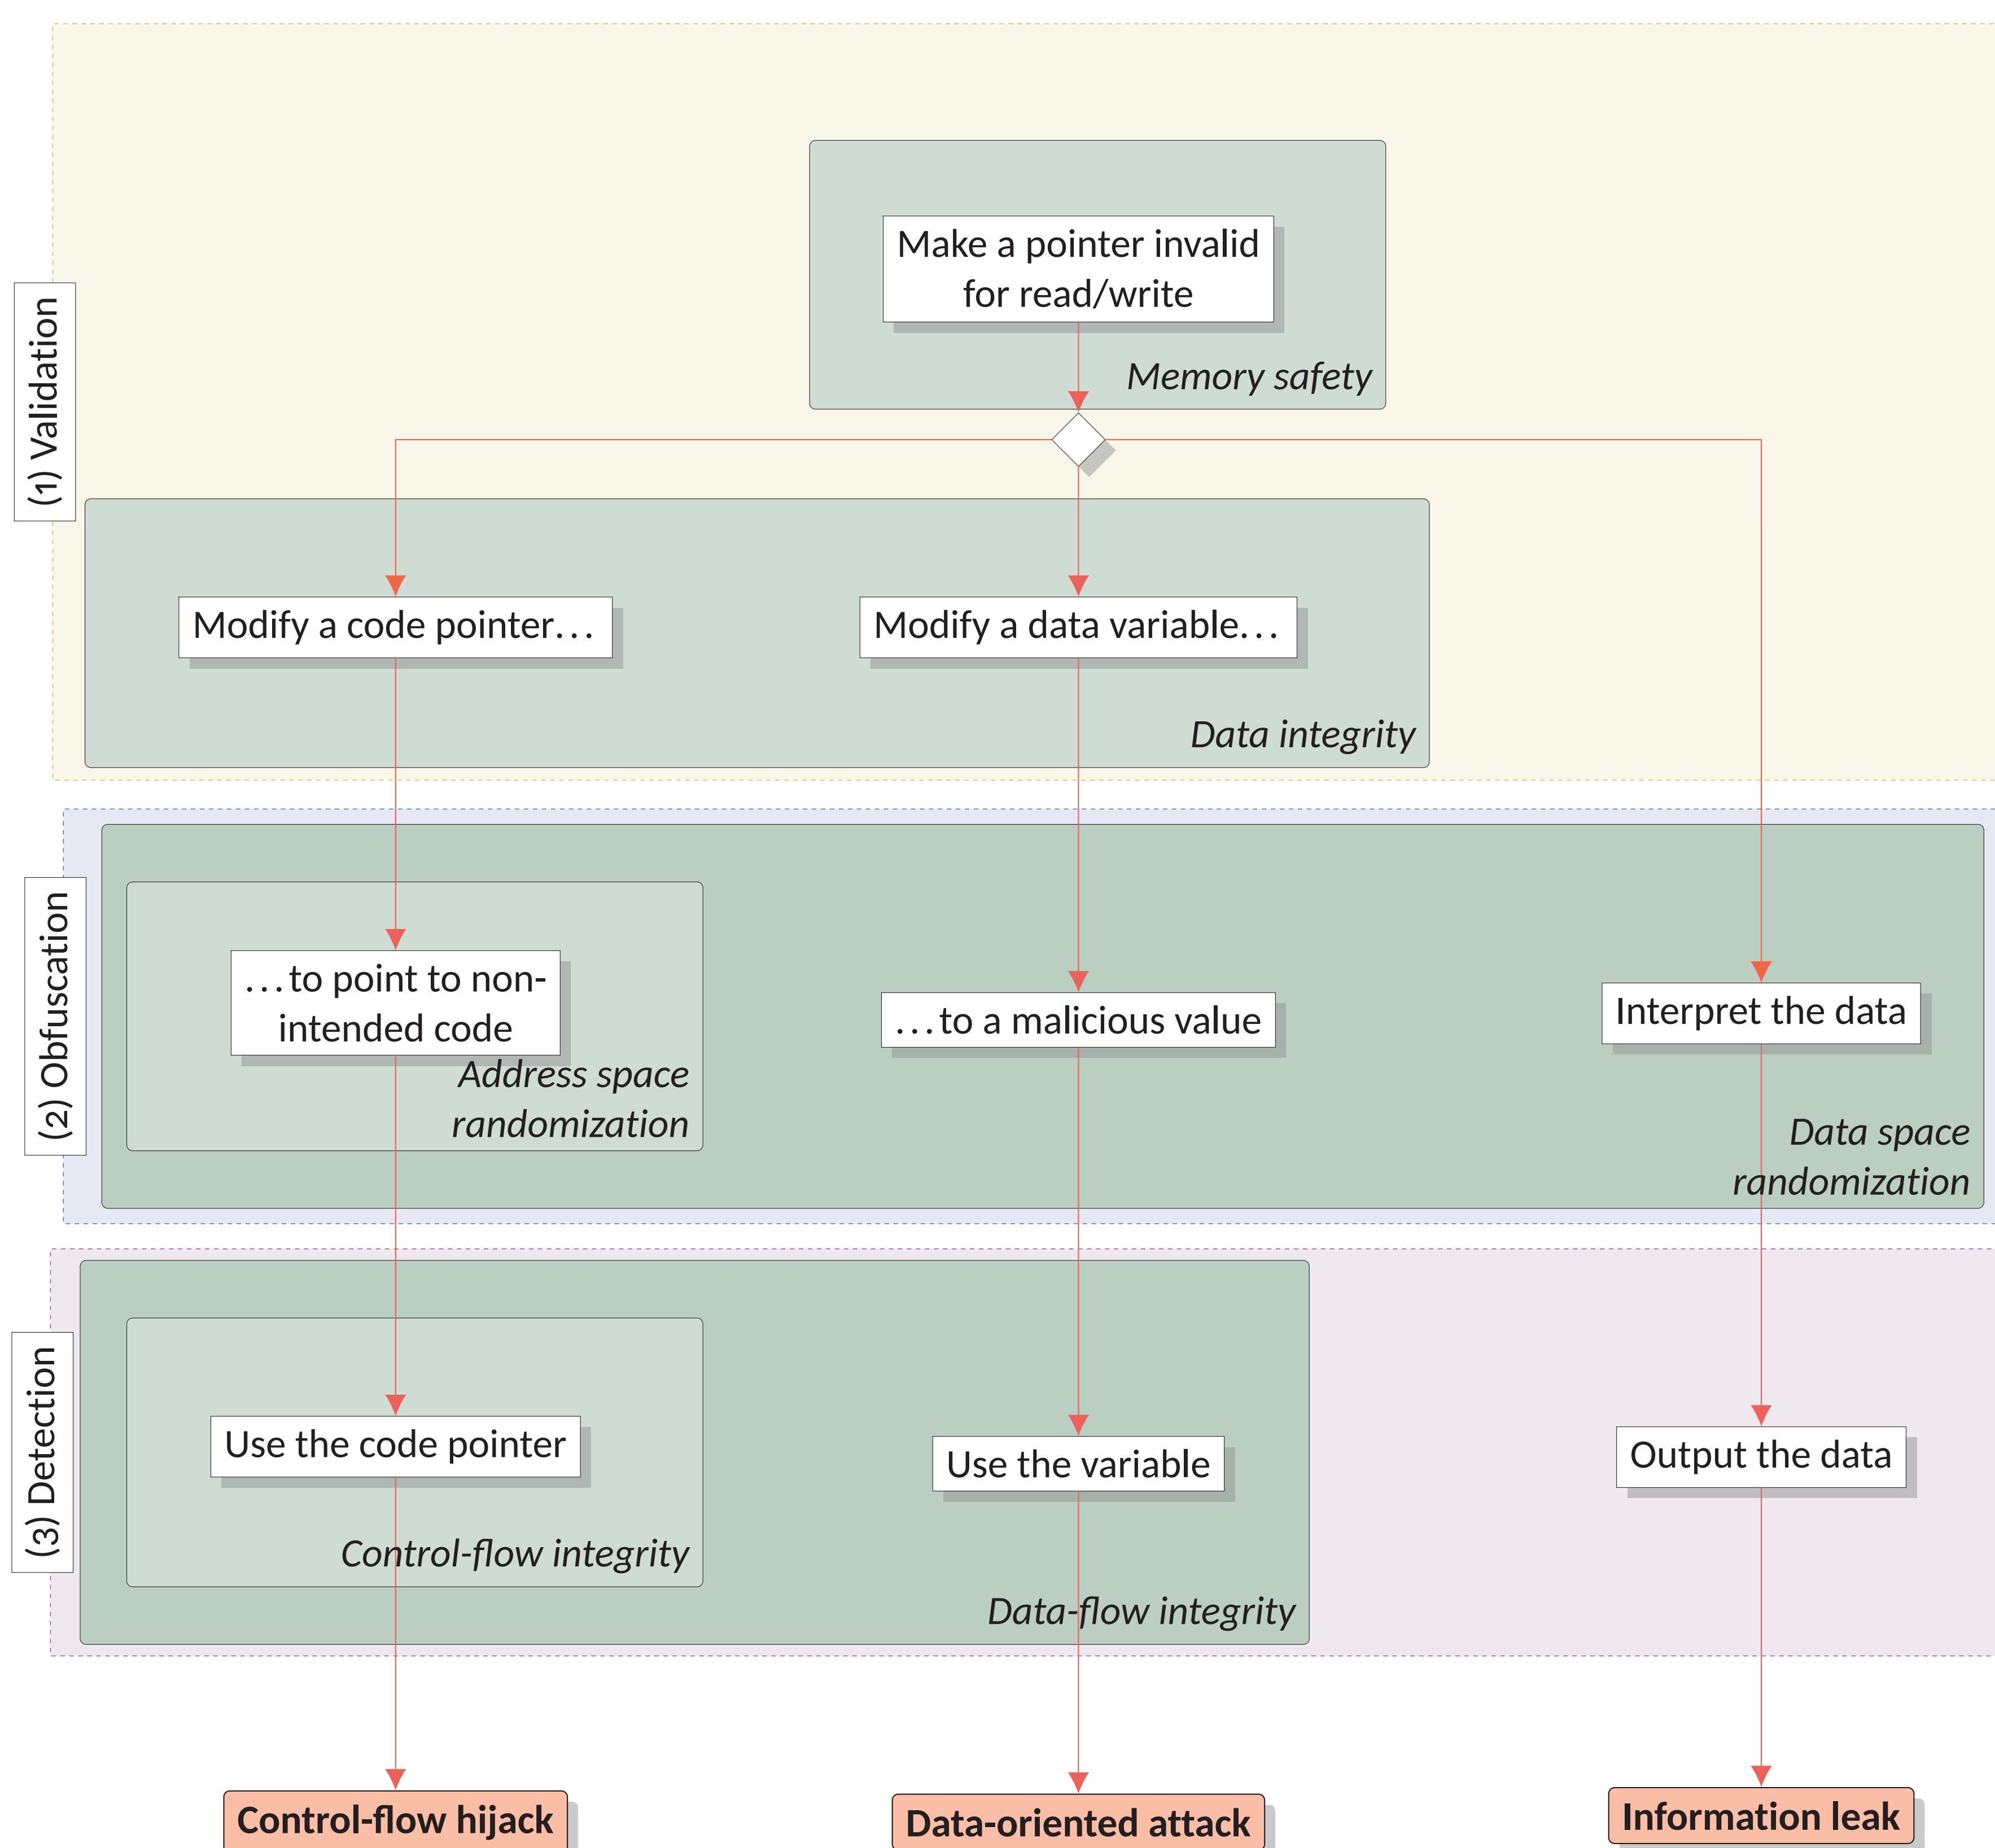 Make a pointer invalid
for read/write
Memory safety
(1) Validation
Modify a code pointer...
Modify a data variable...
Data integrity
(2) Obfuscation
...to point to non-
intended code
Address space
randomization
...to a malicious value
Interpret the data
Data space
randomization
(3) Detection
Use the code pointer
Control-flow integrity
Use the variable
Data-flow integrity
Output the data
Control-flow hijack
Data-oriented attack
Information leak